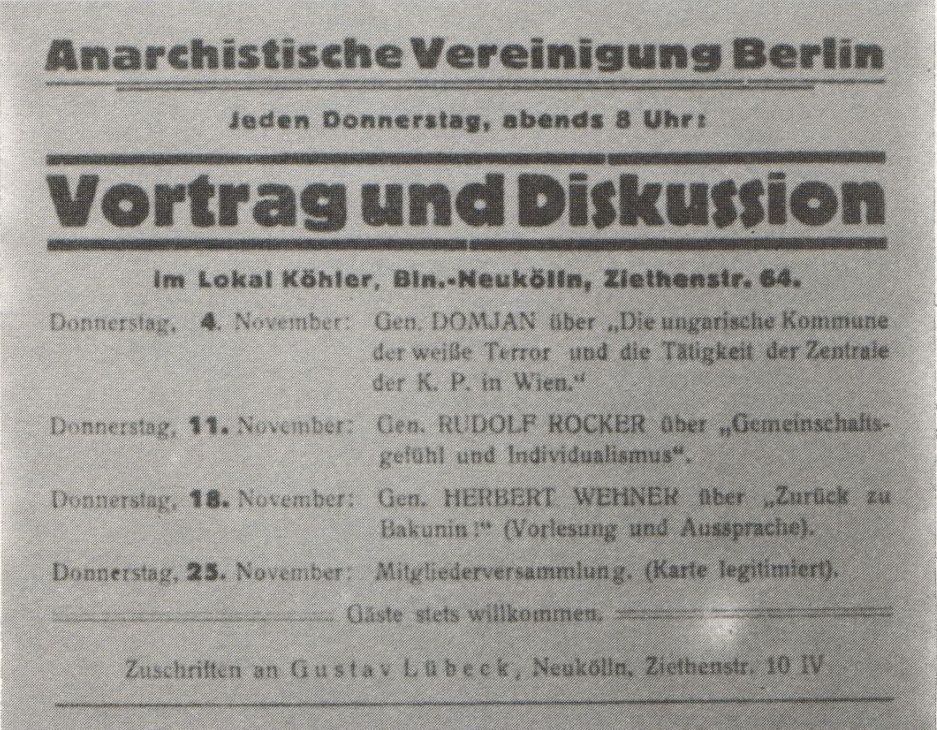 Anarchistische Vereinigung Berlin
Jeden Donnerstag, abends 8 Uhr:
Vortrag und Diskussion
im Lokal Köhler, Bln.-Neukölln, Ziethenstr. 64.
Donnerstag, 4. November: Gen. DOMJAN über „Die ungarische Kommune
der weiße Terror und die Tätigkeit der Zentrale
der K. P. in Wien.“
Donnerstag, 11. November: Gen. RUDOLF ROCKER über „Gemeinschafts-
gefühl und Individualismus“.
Donnerstag, 18. November: Gen. HERBERT WEHNER über „Zurück zu
Bakunin!“ (Vorlesung und Aussprache).
Donnerstag, 25. November: Mitgliederversammlung. (Karte legitimiert).
Gäste stets willkommen.
Zuschriften an Gustav Lübeck, Neukölln, Ziethenstr. 10 IV